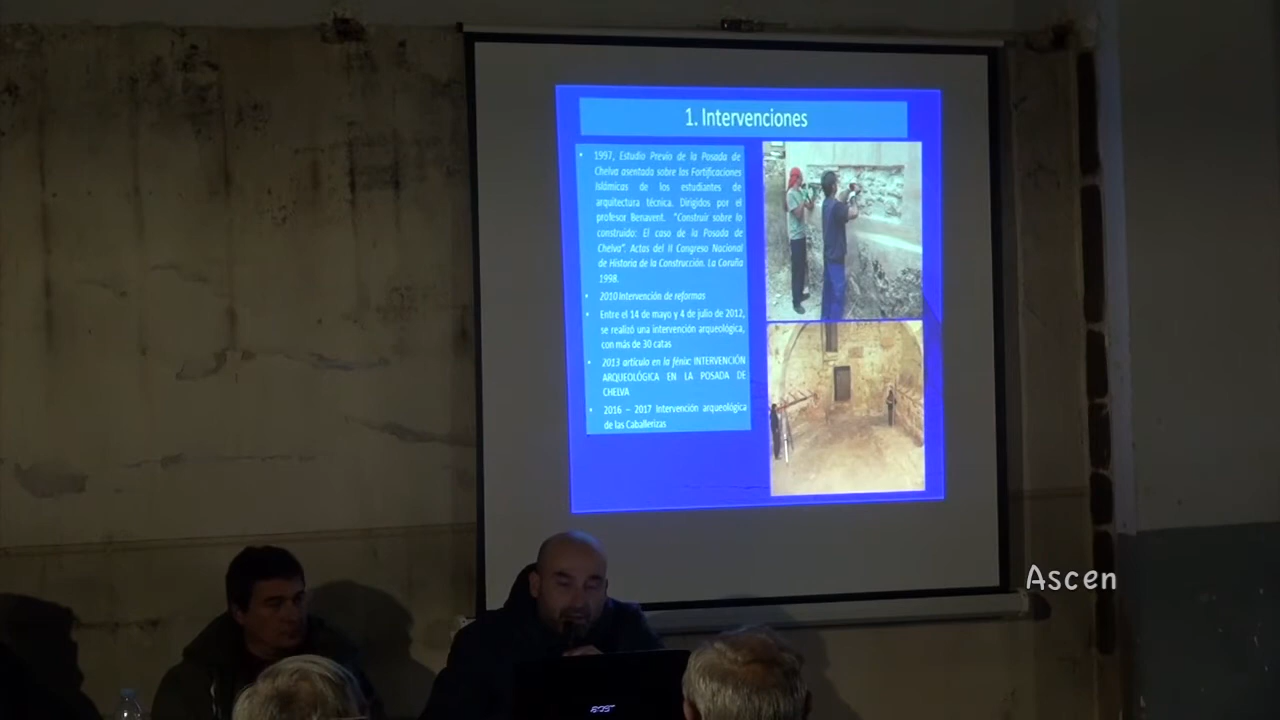 1. Intervenciones
• 1997, Estudio Previo de la Posada de
Chelva asentada sobre las Fortificaciones
Islámicas de los estudiantes de
arquitectura técnica. Dirigidos por el
profesor Benavent. "Construir sobre lo
construido: El caso de la Posada de
Chelva". Actas del II Congreso Nacional
de Historia de la Construcción. La Coruña
1998.
• 2010 Intervención de reformas
• Entre el 14 de mayo y 4 de julio de 2012,
se realizó una intervención arqueológica,
con más de 30 catas
• 2013 artículo en la fénix: INTERVENCIÓN
ARQUEOLÓGICA EN LA POSADA DE
CHELVA
• 2016 – 2017 Intervención arqueológica
de las Caballerizas
Ascen
acer